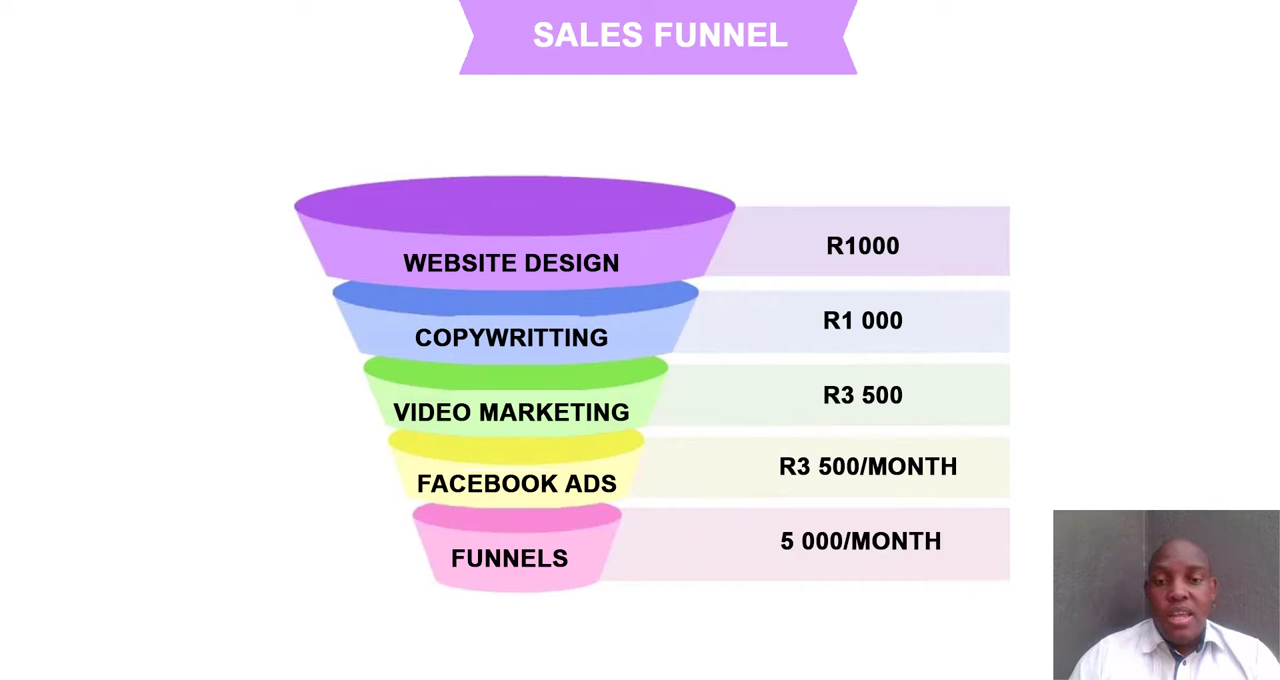 SALES FUNNEL
WEBSITE DESIGN
R1000
COPYWRITTING
R1 000
VIDEO MARKETING
R3 500
FACEBOOK ADS
R3 500/MONTH
FUNNELS
5 000/MONTH